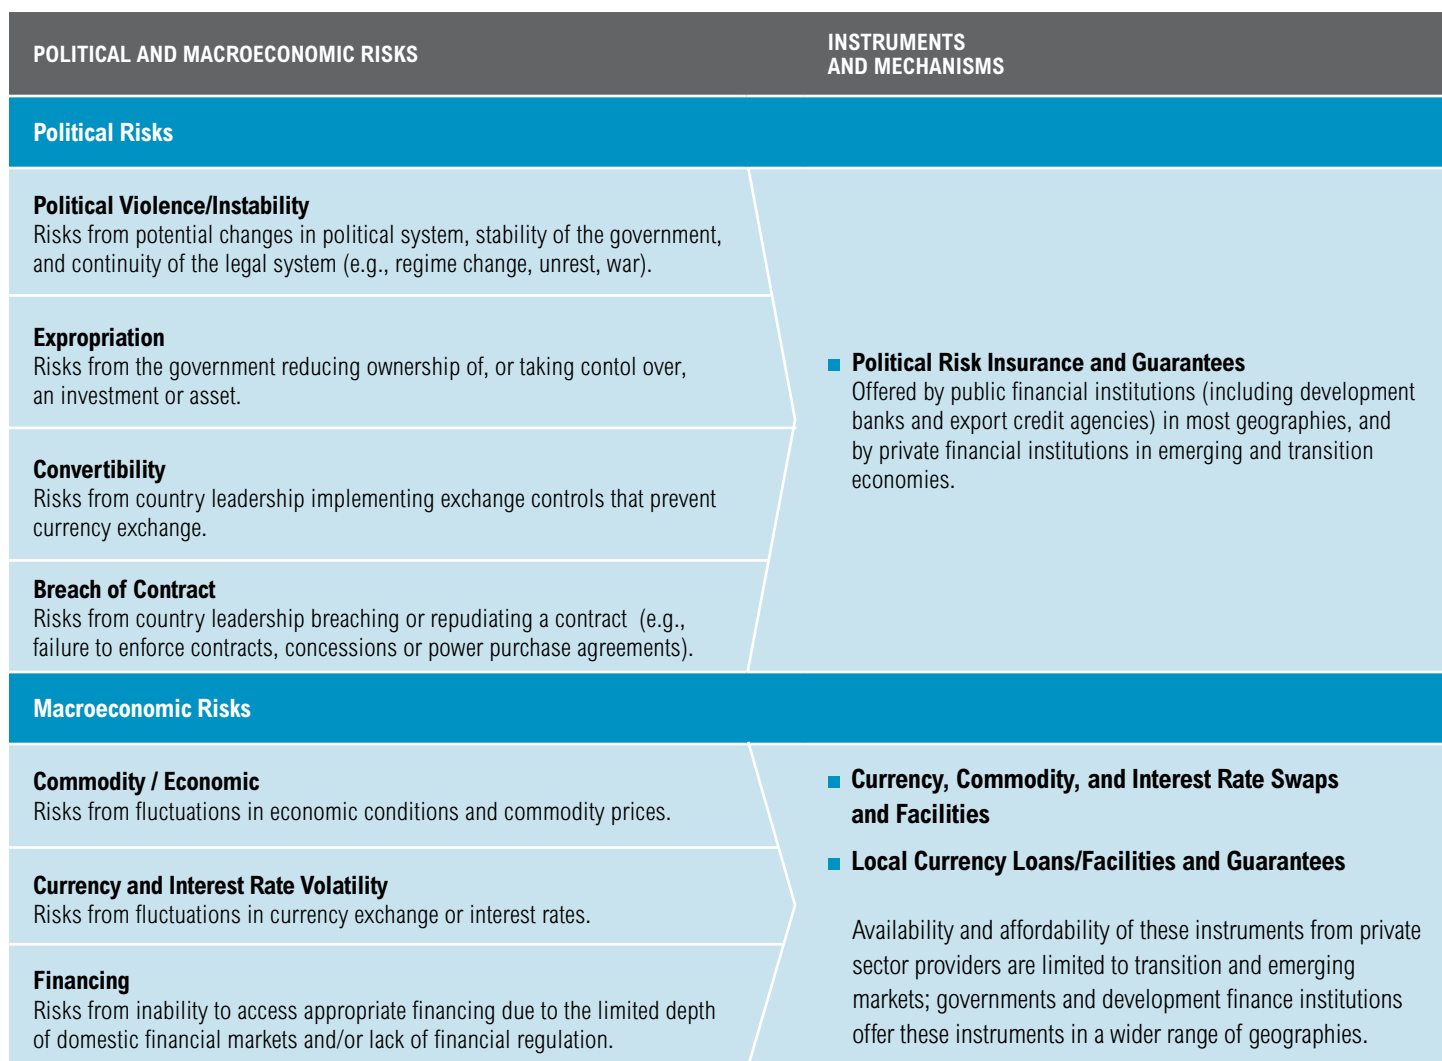 POLITICAL AND MACROECONOMIC RISKS
INSTRUMENTS
AND MECHANISMS
Political Risks
Political Violence/Instability
Risks from potential changes in political system, stability of the government,
and continuity of the legal system (e.g., regime change, unrest, war).
Expropriation
Risks from the government reducing ownership of, or taking contol over,
an investment or asset.
Convertibility
Risks from country leadership implementing exchange controls that prevent
currency exchange.
Breach of Contract
Risks from country leadership breaching or repudiating a contract (e.g.,
failure to enforce contracts, concessions or power purchase agreements).
Political Risk Insurance and Guarantees
Offered by public financial institutions (including development
banks and export credit agencies) in most geographies, and
by private financial institutions in emerging and transition
economies.
Macroeconomic Risks
Commodity / Economic
Risks from fluctuations in economic conditions and commodity prices.
Currency and Interest Rate Volatility
Risks from fluctuations in currency exchange or interest rates.
Financing
Risks from inability to access appropriate financing due to the limited depth
of domestic financial markets and/or lack of financial regulation.
Currency, Commodity, and Interest Rate Swaps
and Facilities
Local Currency Loans/Facilities and Guarantees
Availability and affordability of these instruments from private
sector providers are limited to transition and emerging
markets; governments and development finance institutions
offer these instruments in a wider range of geographies.